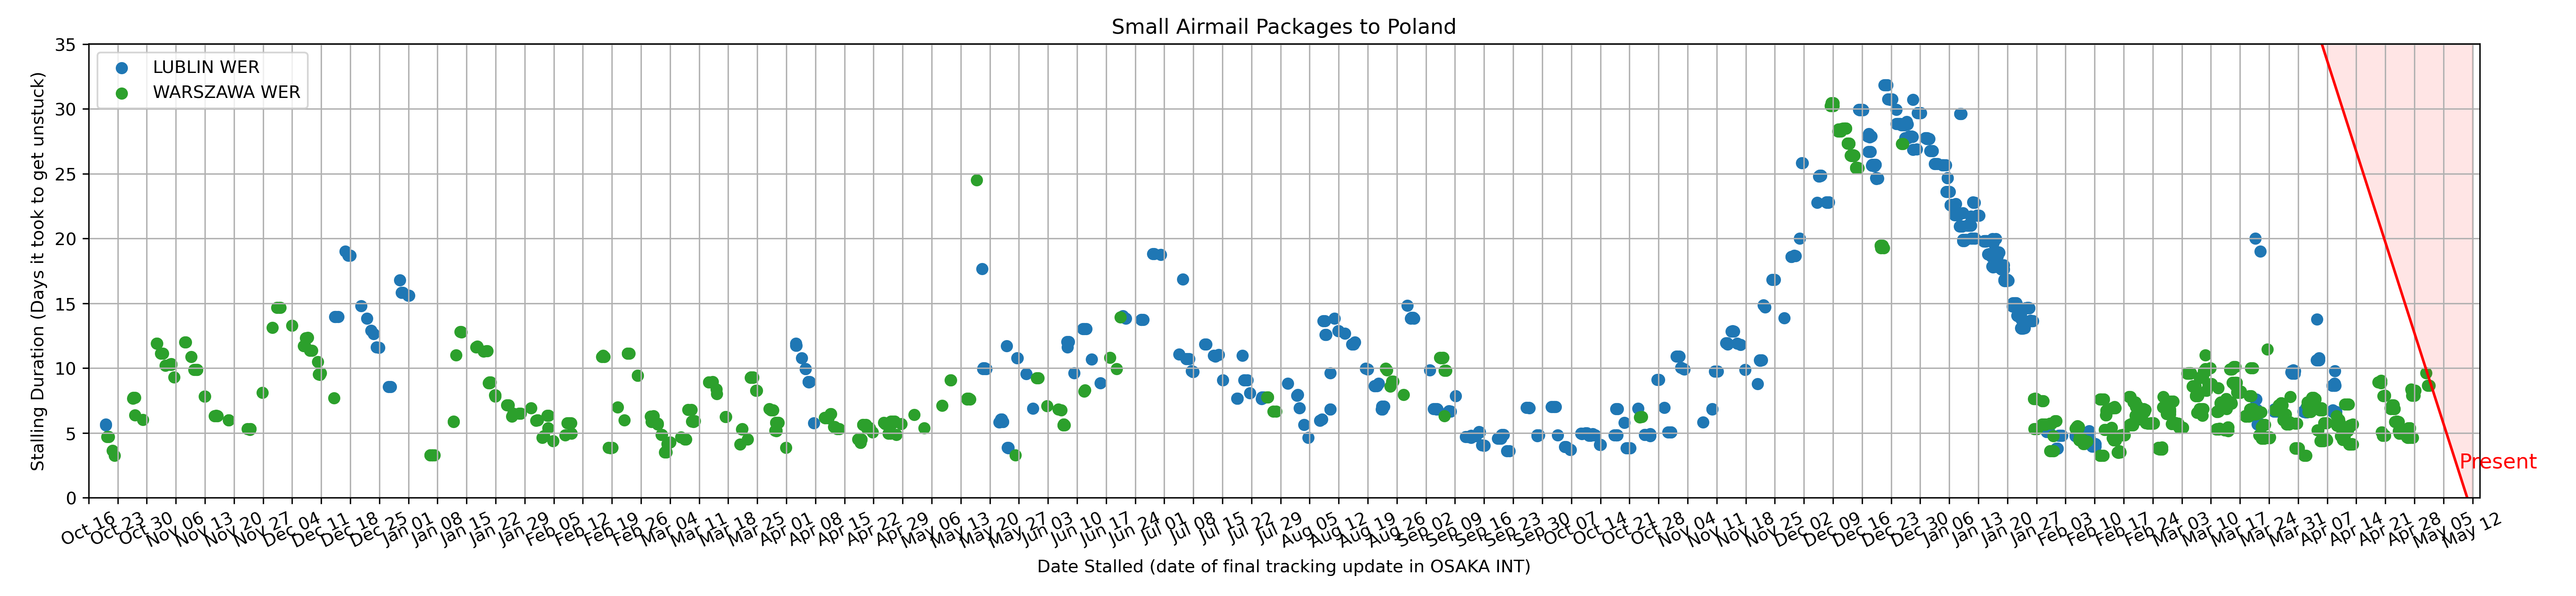 Small Airmail Packages to Poland
LUBLIN WER
WARSZAWA WER
Stalling Duration (Days it took to get unstuck)
35
30
25
20
15
10
5
0
Present
Oct 16
Oct 23
Oct 30
Nov 06
Nov 13
Nov 20
Nov 27
Dec 04
Dec 11
Dec 18
Dec 25
Jan 01
Jan 08
Jan 15
Jan 22
Jan 29
Feb 05
Feb 12
Feb 19
Feb 26
Mar 04
Mar 11
Mar 18
Mar 25
Apr 01
Apr 08
Apr 15
Apr 22
Apr 29
May 06
May 13
May 20
May 27
Jun 03
Jun 10
Jun 17
Jun 24
Jul 01
Jul 08
Jul 15
Jul 22
Jul 29
Aug 05
Aug 12
Aug 19
Aug 26
Sep 02
Sep 09
Sep 16
Sep 23
Sep 30
Oct 07
Oct 14
Oct 21
Oct 28
Nov 04
Nov 11
Nov 18
Nov 25
Dec 02
Dec 09
Dec 16
Dec 23
Dec 30
Jan 06
Jan 13
Jan 20
Jan 27
Feb 03
Feb 10
Feb 17
Feb 24
Mar 03
Mar 10
Mar 17
Mar 24
Mar 31
Apr 07
Apr 14
Apr 21
Apr 28
May 05
May 12
Date Stalled (date of final tracking update in OSAKA INT)